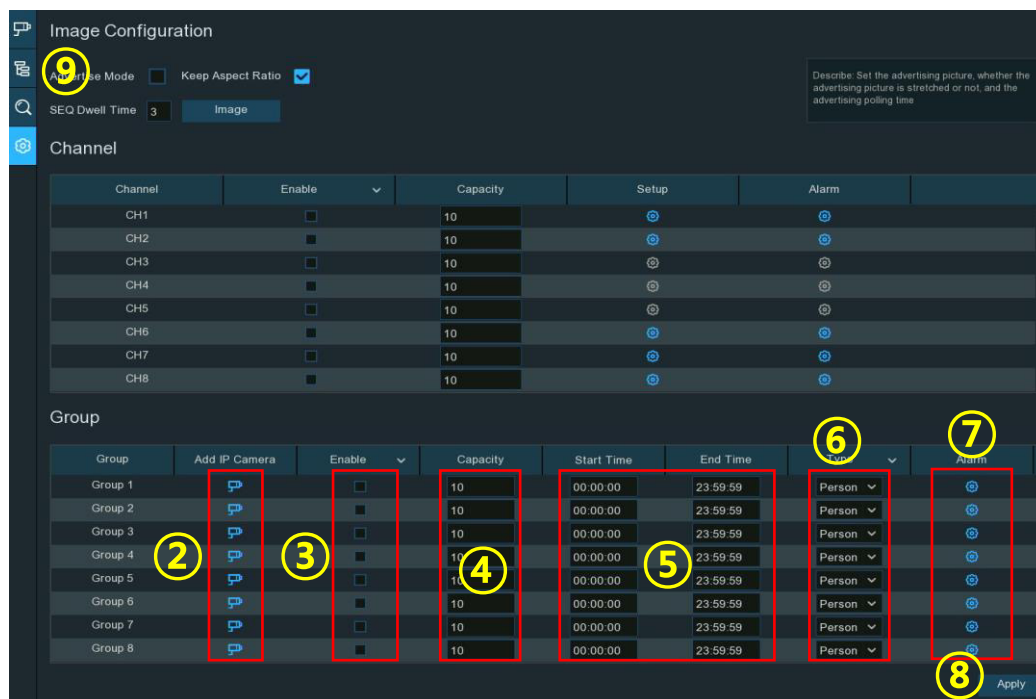 Image Configuration
⑨
Advertise Mode Keep Aspect Ratio
SEQ Dwell Time 3 Image
Describe: Set the advertising picture, whether the
advertising picture is stretched or not, and the
advertising polling time
Channel
Channel Enable Capacity Setup Alarm
CH1 10
CH2 10
CH3 10
CH4 10
CH5 10
CH6 10
CH7 10
CH8 10
Group
⑥ ⑦
Group Add IP Camera Enable Capacity Start Time End Time Type Alarm
Group 1 10 00:00:00 23:59:59 Person
Group 2 10 00:00:00 23:59:59 Person
Group 3 10 00:00:00 23:59:59 Person
Group 4 10 00:00:00 23:59:59 Person
② ③ ④ ⑤
Group 5 10 00:00:00 23:59:59 Person
Group 6 10 00:00:00 23:59:59 Person
Group 7 10 00:00:00 23:59:59 Person
Group 8 10 00:00:00 23:59:59 Person
⑧ Apply